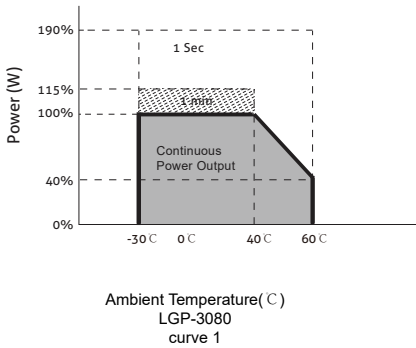 Power (W)
190%
115%
100%
40%
0%
1 Sec
1 min
Continuous
Power Output
-30℃ 0℃ 40℃ 60℃
Ambient Temperature(℃)
LGP-3080
curve 1